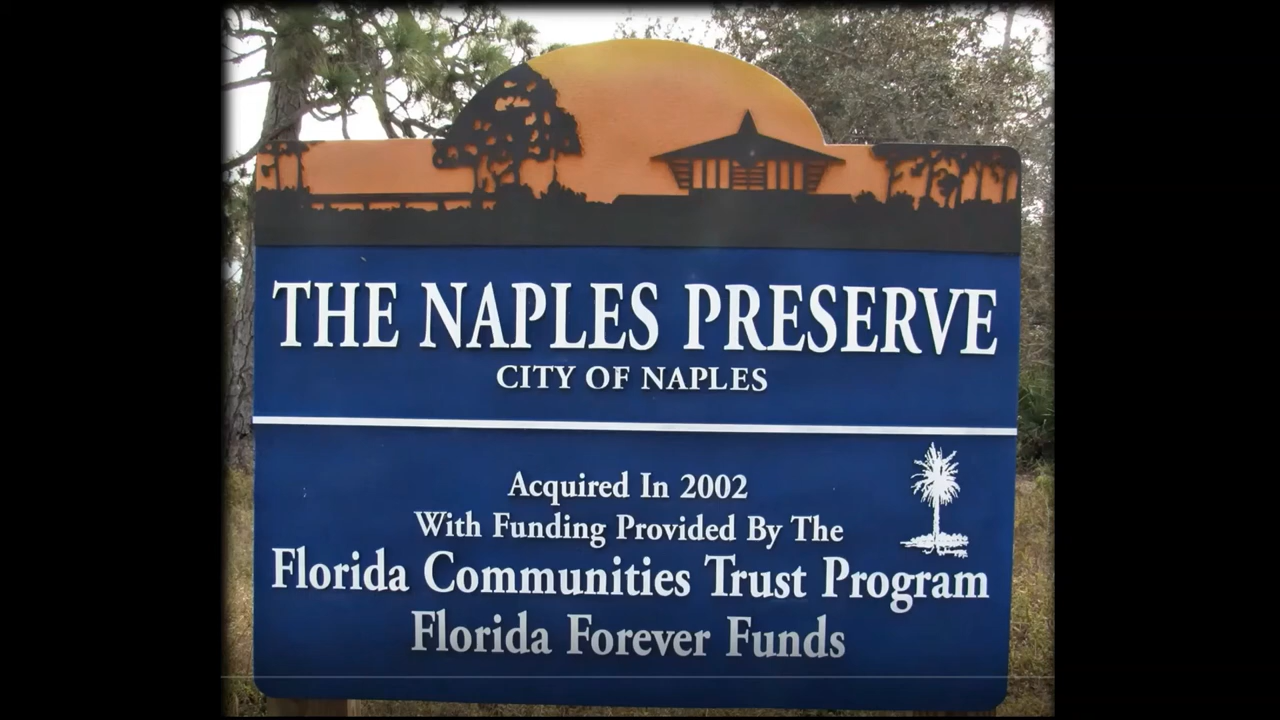 THE NAPLES PRESERVE
CITY OF NAPLES
Acquired In 2002
With Funding Provided By The
Florida Communities Trust Program
Florida Forever Funds